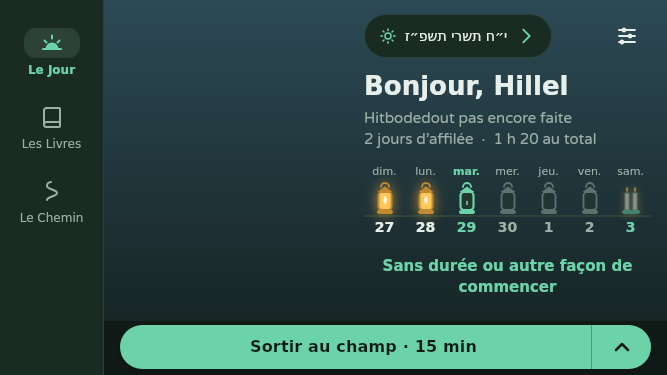 Le Jour
Les Livres
Le Chemin
י״ח תשרי תשפ״ז
Bonjour, Hillel
Hitbodedout pas encore faite
2 jours d’affilée · 1 h 20 au total
dim. lun. mar. mer. jeu. ven. sam.
27 28 29 30 1 2 3
Sans durée ou autre façon de
commencer
Sortir au champ · 15 min